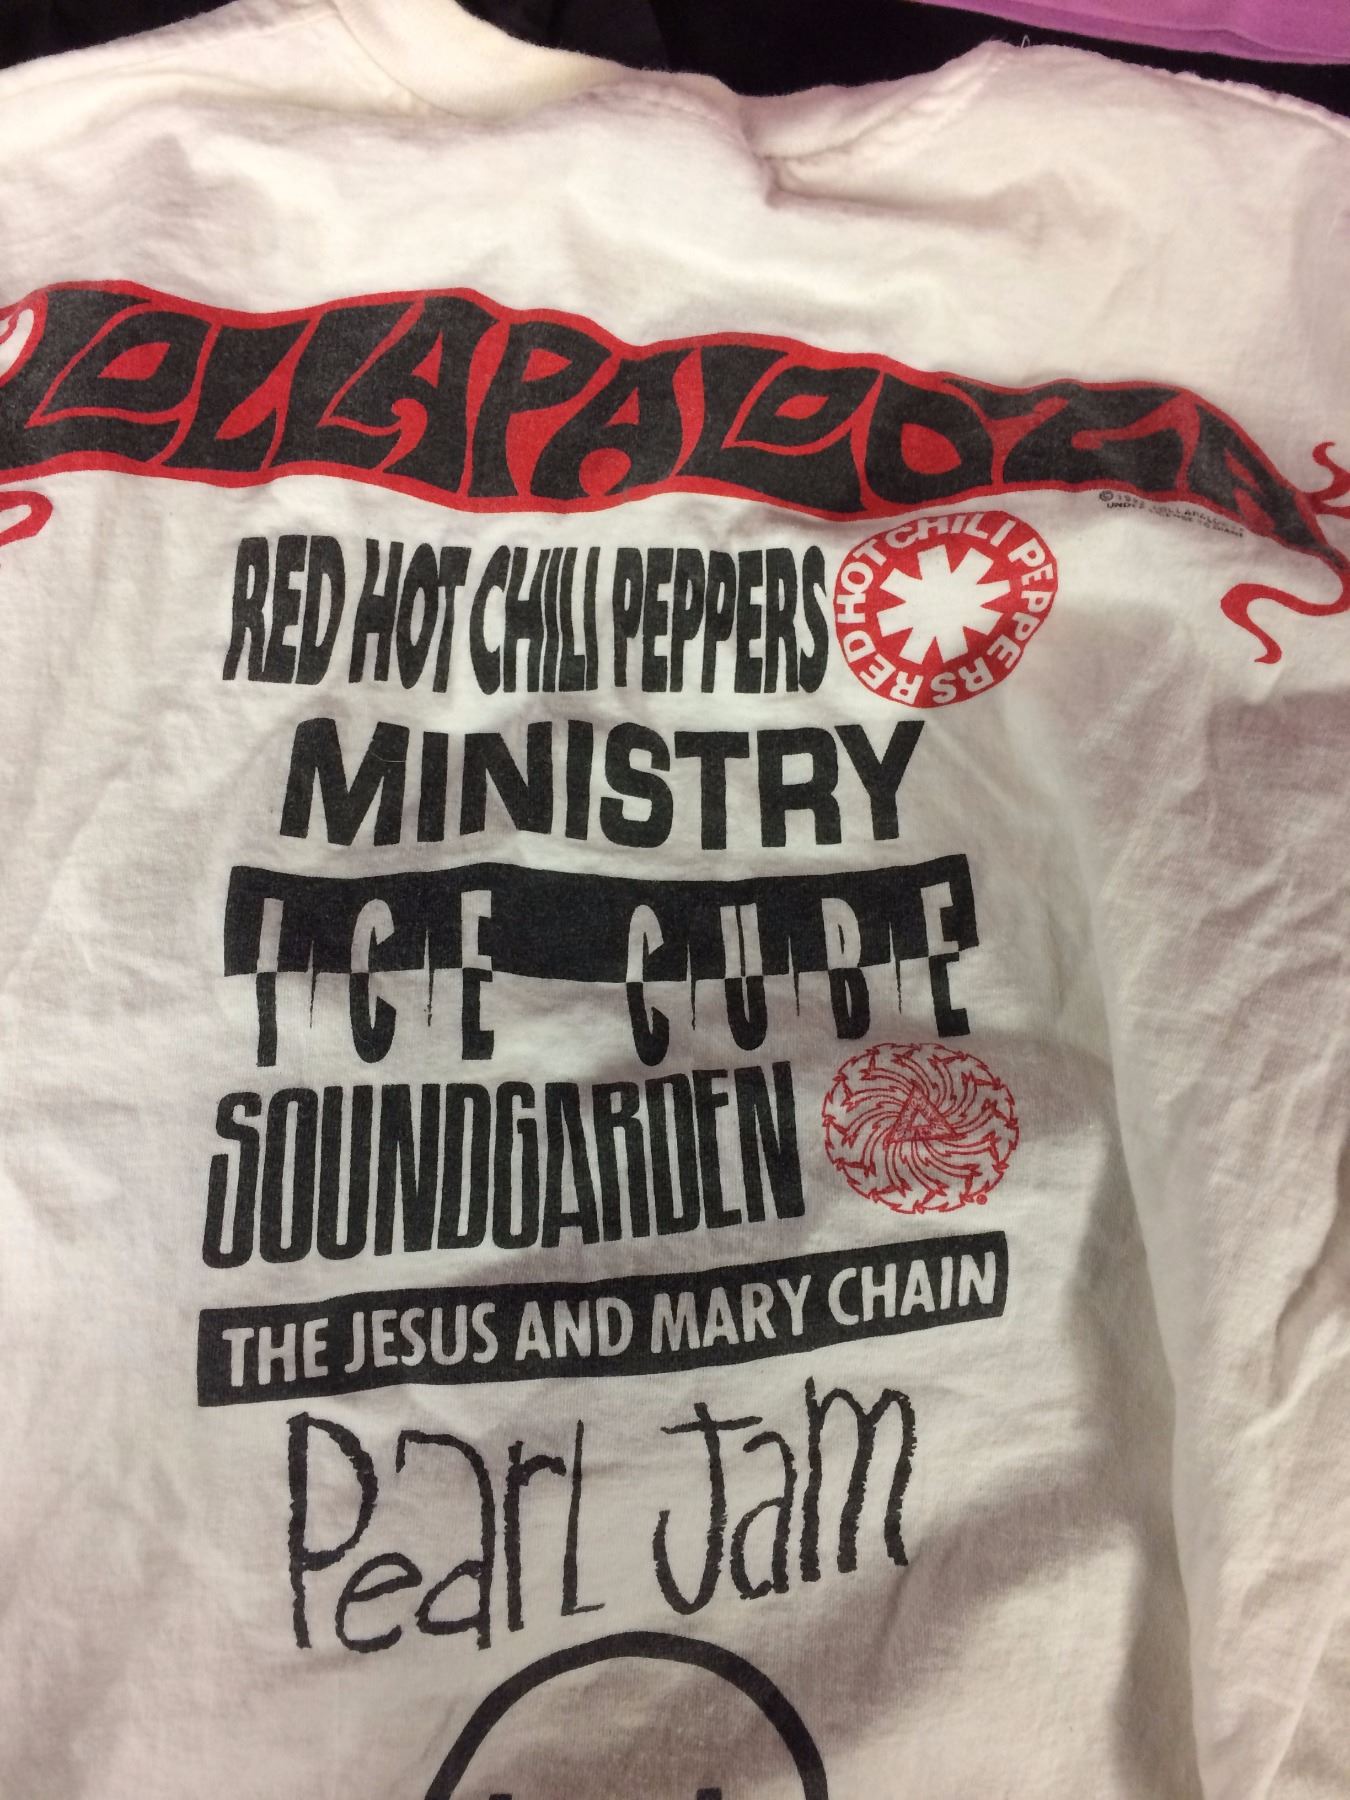 LOLLAPALOOZA
RED HOT CHILI PEPPERS
RED HOT CHILI PEPPERS
MINISTRY
ICE CUBE
SOUNDGARDEN
THE JESUS AND MARY CHAIN
PEarL Jam